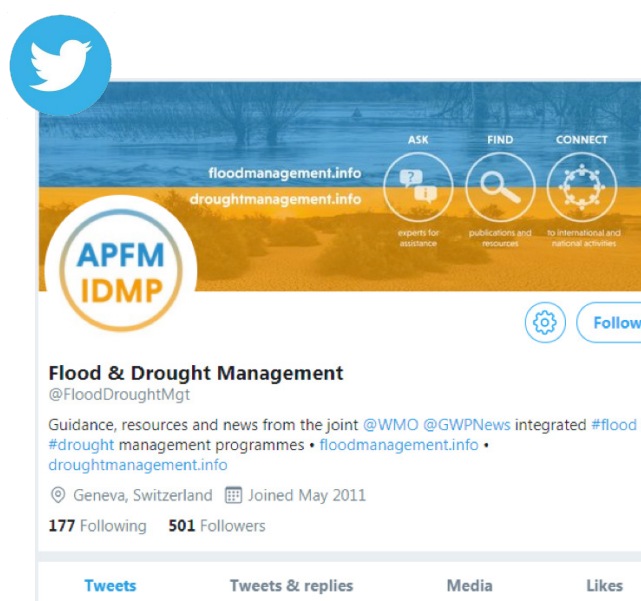 ASK FIND CONNECT
floodmanagement.info
droughtmanagement.info
experts for assistance
publications and resources
to international and national activities
APFM
IDMP
Follow
Flood & Drought Management
@FloodDroughtMgt
Guidance, resources and news from the joint @WMO @GWPNews integrated #flood
#drought management programmes • floodmanagement.info •
droughtmanagement.info
Geneva, Switzerland Joined May 2011
177 Following 501 Followers
Tweets Tweets & replies Media Likes